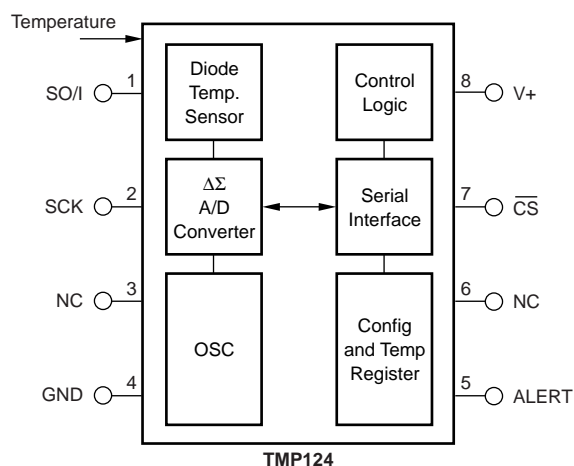 Temperature
Diode
Temp.
Sensor
Control
Logic
1
SO/I
8
V+
ΔΣ
A/D
Converter
Serial
Interface
2
SCK
7
CS
OSC
Config
and Temp
Register
3
NC
6
NC
4
GND
5
ALERT
TMP124